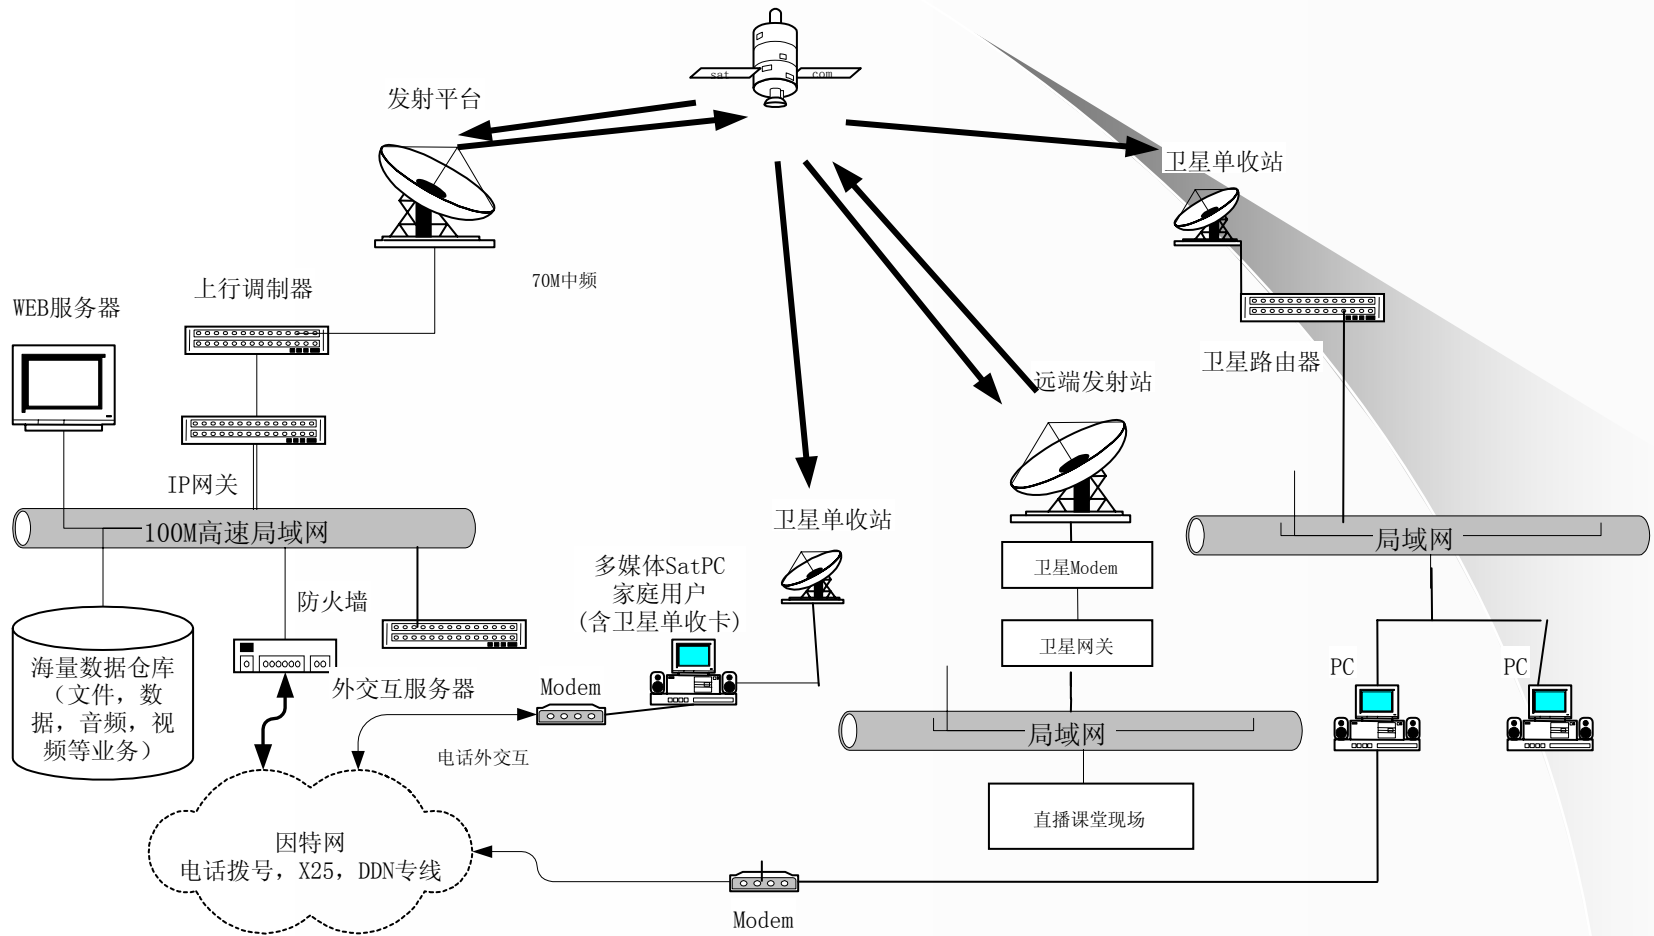 sat
com
发射平台
卫星单收站
70M中频
上行调制器
WEB服务器
卫星路由器
远端发射站
IP网关
卫星单收站
100M高速局域网
局域网
多媒体SatPC
家庭用户
(含卫星单收卡)
卫星Modem
防火墙
卫星网关
海量数据仓库
（文件，数
据，音频，视
频等业务）
外交互服务器
Modem
PC
PC
局域网
电话外交互
直播课堂现场
因特网
电话拨号，X25，DDN专线
Modem